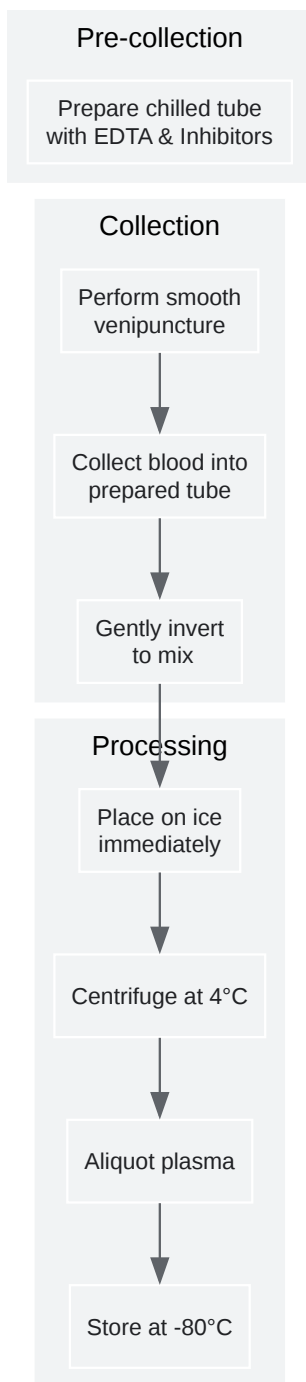 Pre-collection
Prepare chilled tube
with EDTA & Inhibitors
Collection
Perform smooth
venipuncture
Collect blood into
prepared tube
Gently invert
to mix
Processing
Place on ice
immediately
Centrifuge at 4°C
Aliquot plasma
Store at -80°C